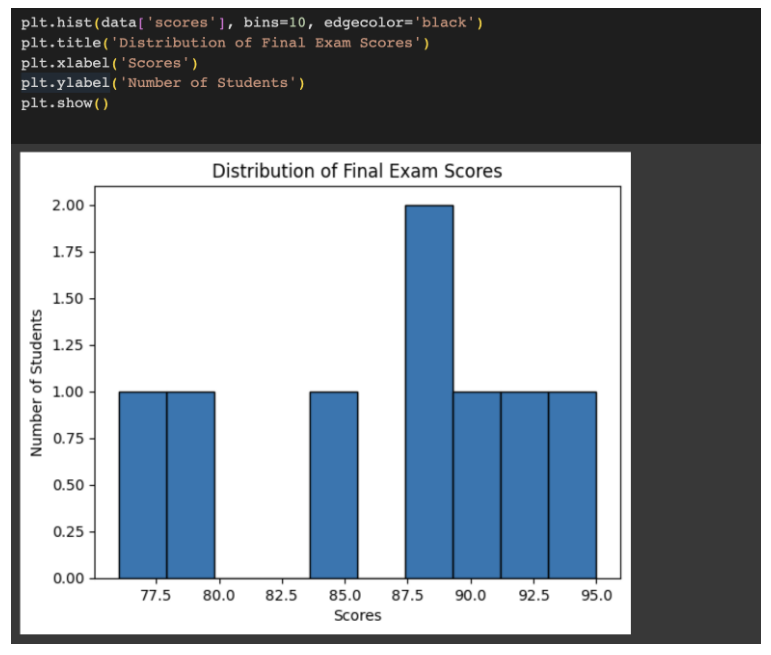 plt.hist(data['scores'], bins=10, edgecolor='black')
plt.title('Distribution of Final Exam Scores')
plt.xlabel('Scores')
plt.ylabel('Number of Students')
plt.show()
Distribution of Final Exam Scores
2.00
1.75
1.50
1.25
1.00
0.75
0.50
0.25
0.00
Number of Students
77.5 80.0 82.5 85.0 87.5 90.0 92.5 95.0
Scores